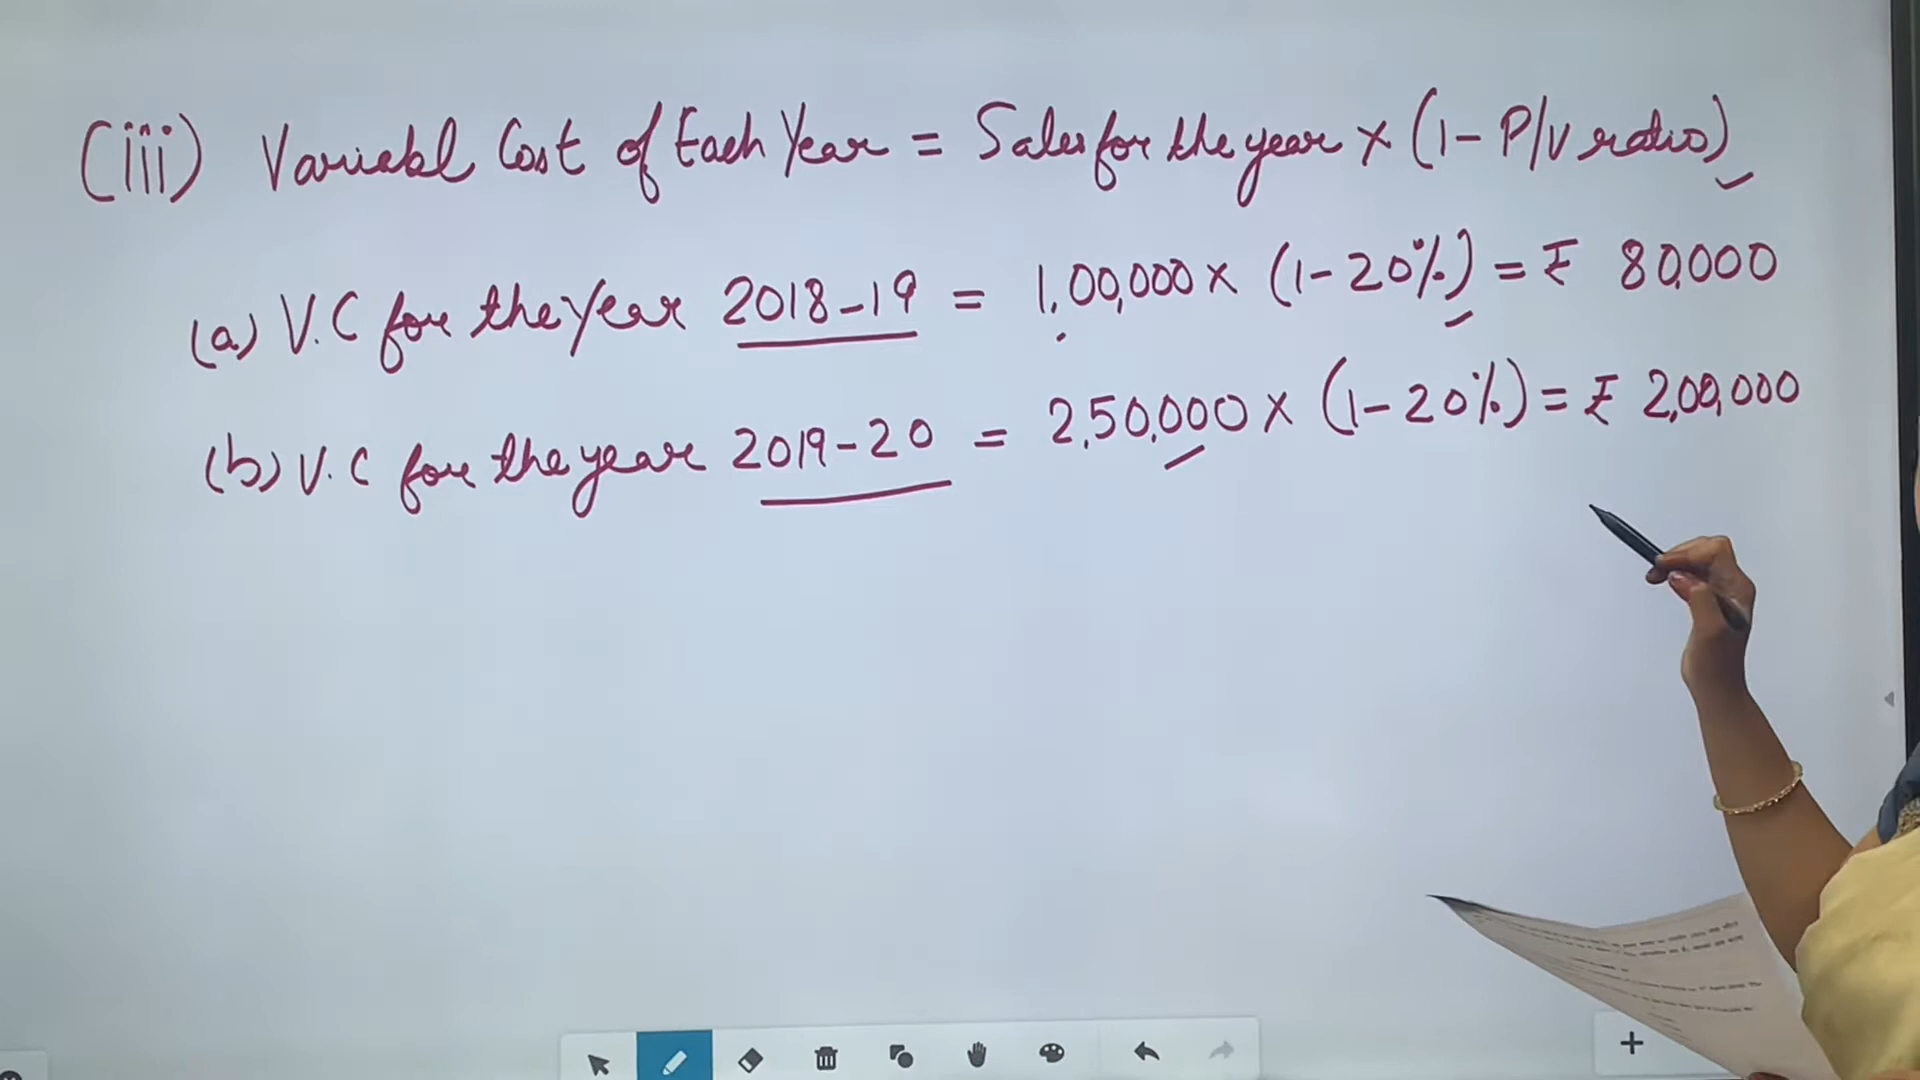 (iii) Variabl Cost of Each Year = Sales for the year × (1 - P/V ratio)
(a) V.C for the Year 2018-19 = 1,00,000 × (1-20%) = ₹ 80,000
(b) V.C for the year 2019-20 = 2,50,000 × (1-20%) = ₹ 2,00,000